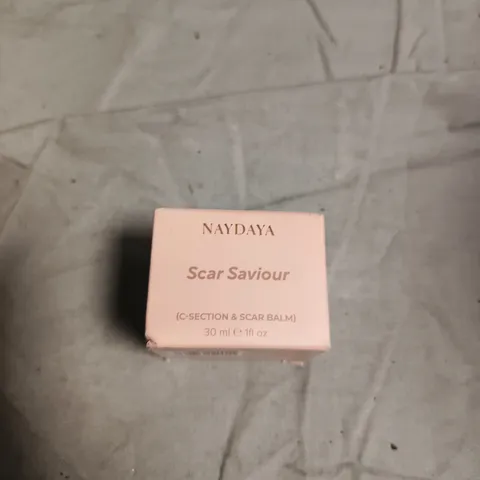 NAYDAYA
Scar Saviour
(C-SECTION & SCAR BALM)
30 ml ℮ 1fl oz